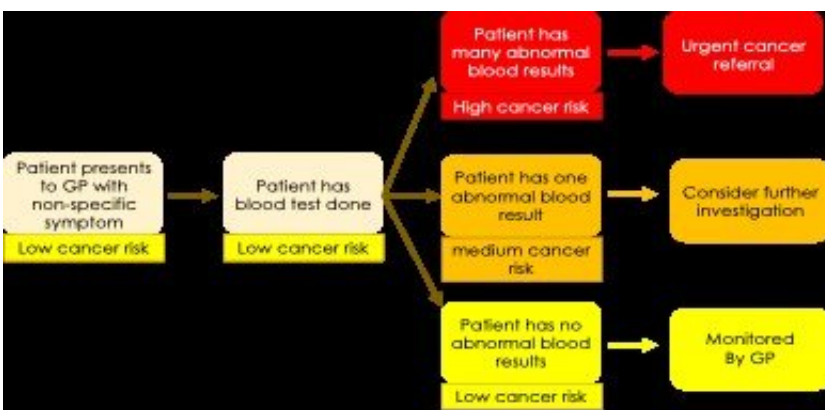 Patient presents
to GP with
non-specific
symptom
Low cancer risk
Patient has
blood test done
Low cancer risk
Patient has
many abnormal
blood results
High cancer risk
Urgent cancer
referral
Patient has one
abnormal blood
result
medium cancer
risk
Consider further
investigation
Patient has no
abnormal blood
results
Low cancer risk
Monitored
By GP